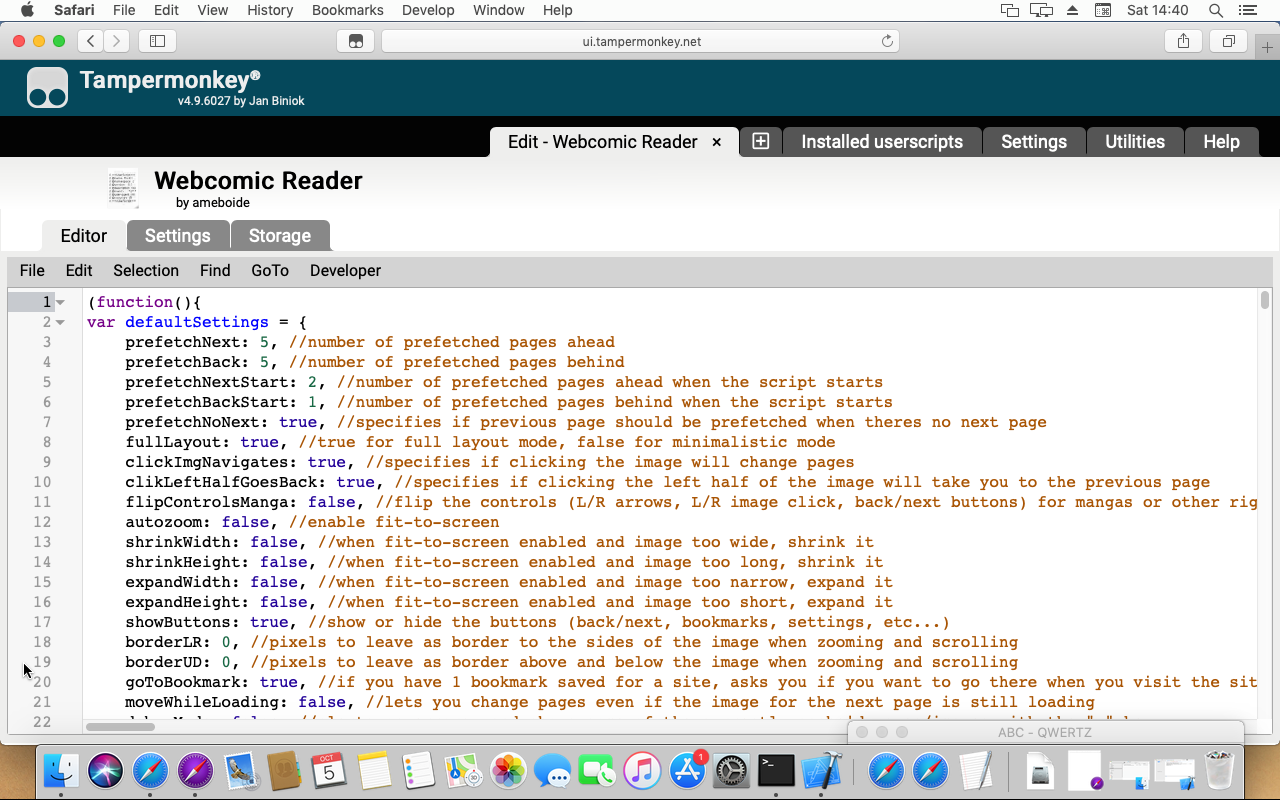 Safari File Edit View History Bookmarks Develop Window Help Sat 14:40
ui.tampermonkey.net
Tampermonkey®
v4.9.6027 by Jan Biniok
Edit - Webcomic Reader × Installed userscripts Settings Utilities Help
Webcomic Reader
by ameboide
Editor Settings Storage
File Edit Selection Find GoTo Developer
1 (function(){
2 var defaultSettings = {
3 prefetchNext: 5, //number of prefetched pages ahead
4 prefetchBack: 5, //number of prefetched pages behind
5 prefetchNextStart: 2, //number of prefetched pages ahead when the script starts
6 prefetchBackStart: 1, //number of prefetched pages behind when the script starts
7 prefetchNoNext: true, //specifies if previous page should be prefetched when theres no next page
8 fullLayout: true, //true for full layout mode, false for minimalistic mode
9 clickImgNavigates: true, //specifies if clicking the image will change pages
10 clikLeftHalfGoesBack: true, //specifies if clicking the left half of the image will take you to the previous page
11 flipControlsManga: false, //flip the controls (L/R arrows, L/R image click, back/next buttons) for mangas or other rig
12 autozoom: false, //enable fit-to-screen
13 shrinkWidth: false, //when fit-to-screen enabled and image too wide, shrink it
14 shrinkHeight: false, //when fit-to-screen enabled and image too long, shrink it
15 expandWidth: false, //when fit-to-screen enabled and image too narrow, expand it
16 expandHeight: false, //when fit-to-screen enabled and image too short, expand it
17 showButtons: true, //show or hide the buttons (back/next, bookmarks, settings, etc...)
18 borderLR: 0, //pixels to leave as border to the sides of the image when zooming and scrolling
19 borderUD: 0, //pixels to leave as border above and below the image when zooming and scrolling
20 goToBookmark: true, //if you have 1 bookmark saved for a site, asks you if you want to go there when you visit the sit
21 moveWhileLoading: false, //lets you change pages even if the image for the next page is still loading
22
ABC - QWERTZ
OCT
5
1